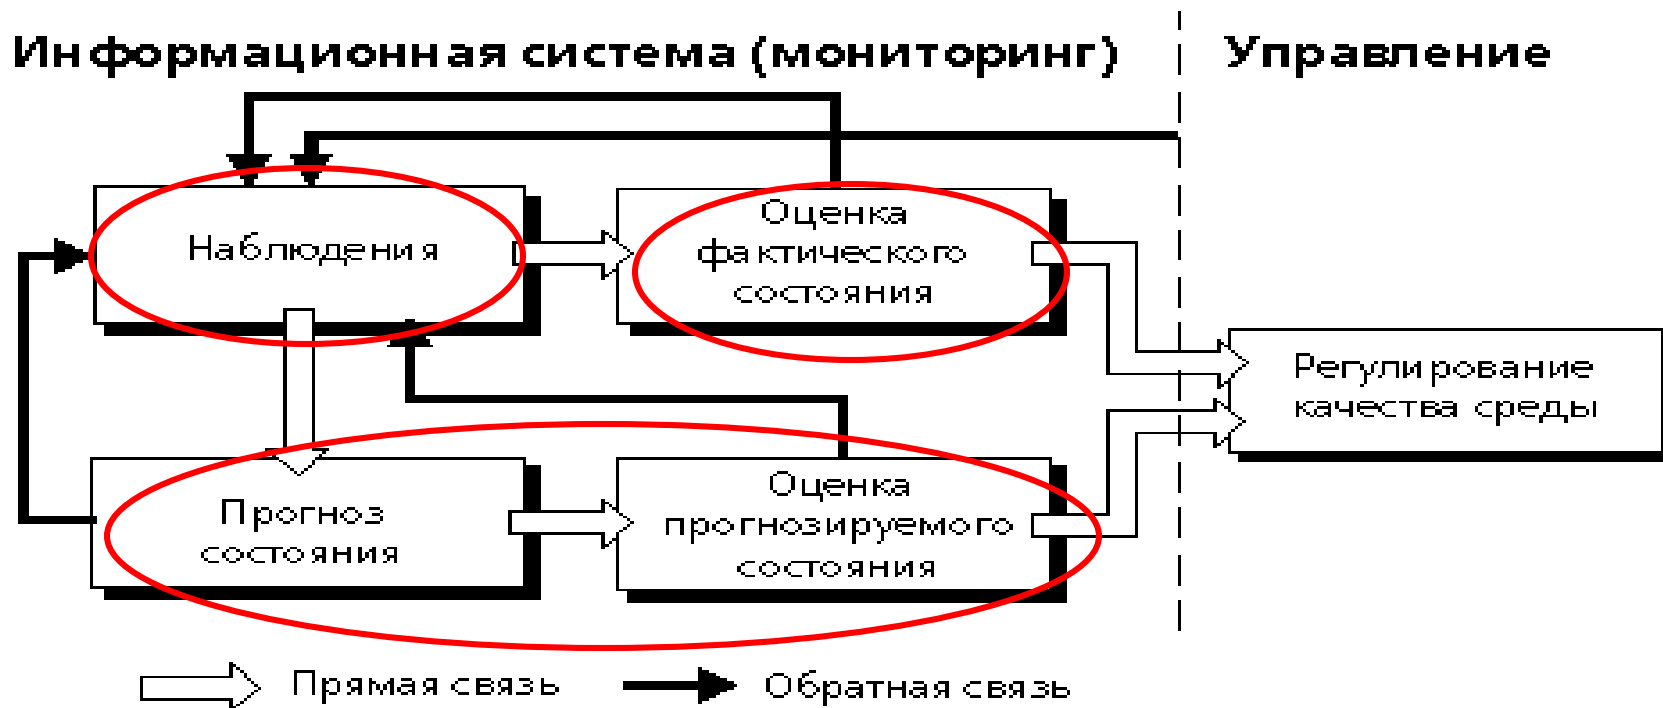 Информационная система (мониторинг)
Управление
Наблюдения
Оценка
фактического
состояния
Регулирование
качества среды
Прогноз
состояния
Оценка
прогнозируемого
состояния
Прямая связь
Обратная связь